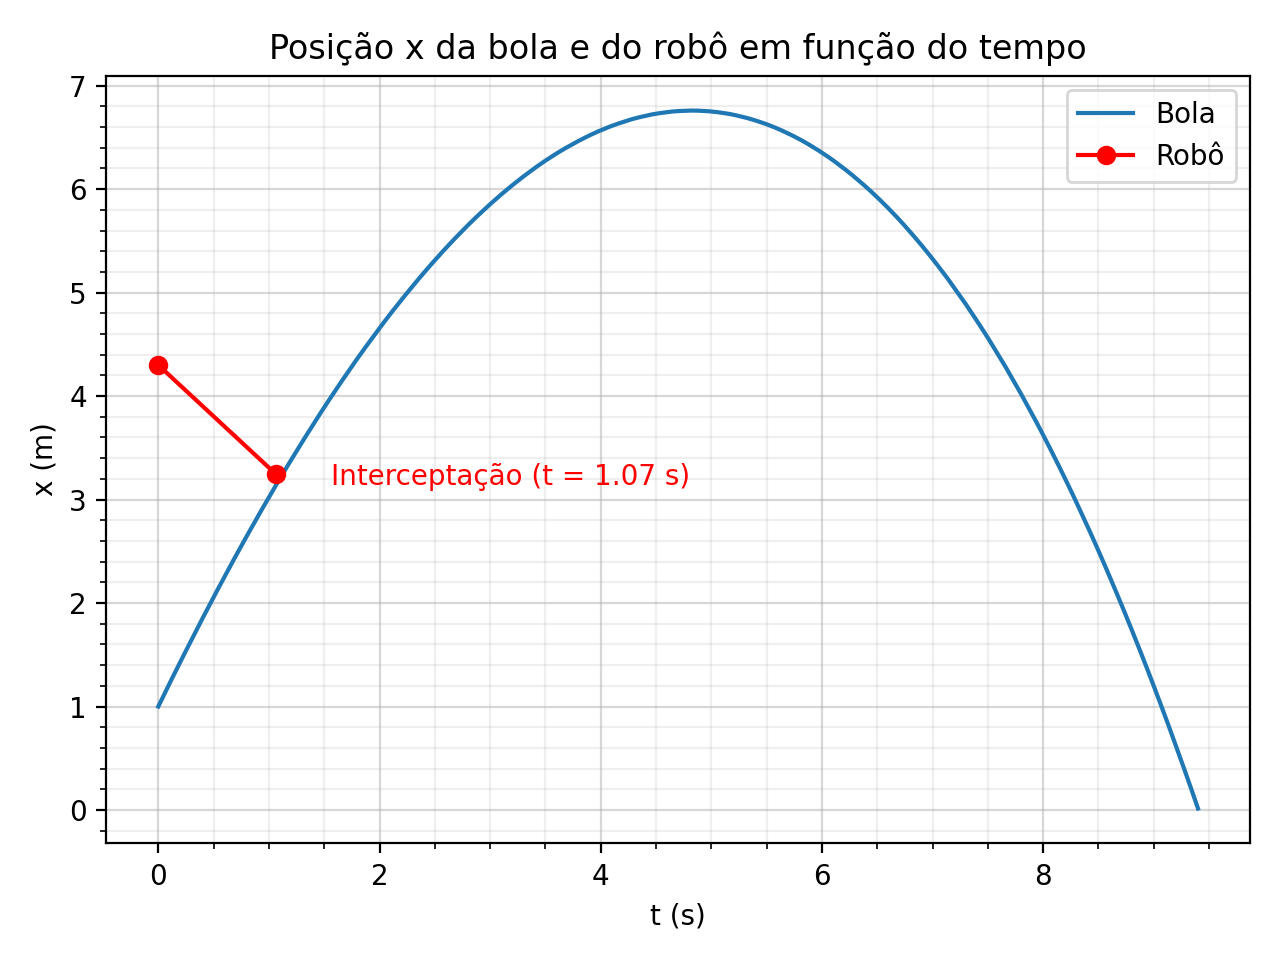 Posição x da bola e do robô em função do tempo
Bola
Robô
7
6
5
4
3
2
1
0
x (m)
Interceptação (t = 1.07 s)
0 2 4 6 8
t (s)